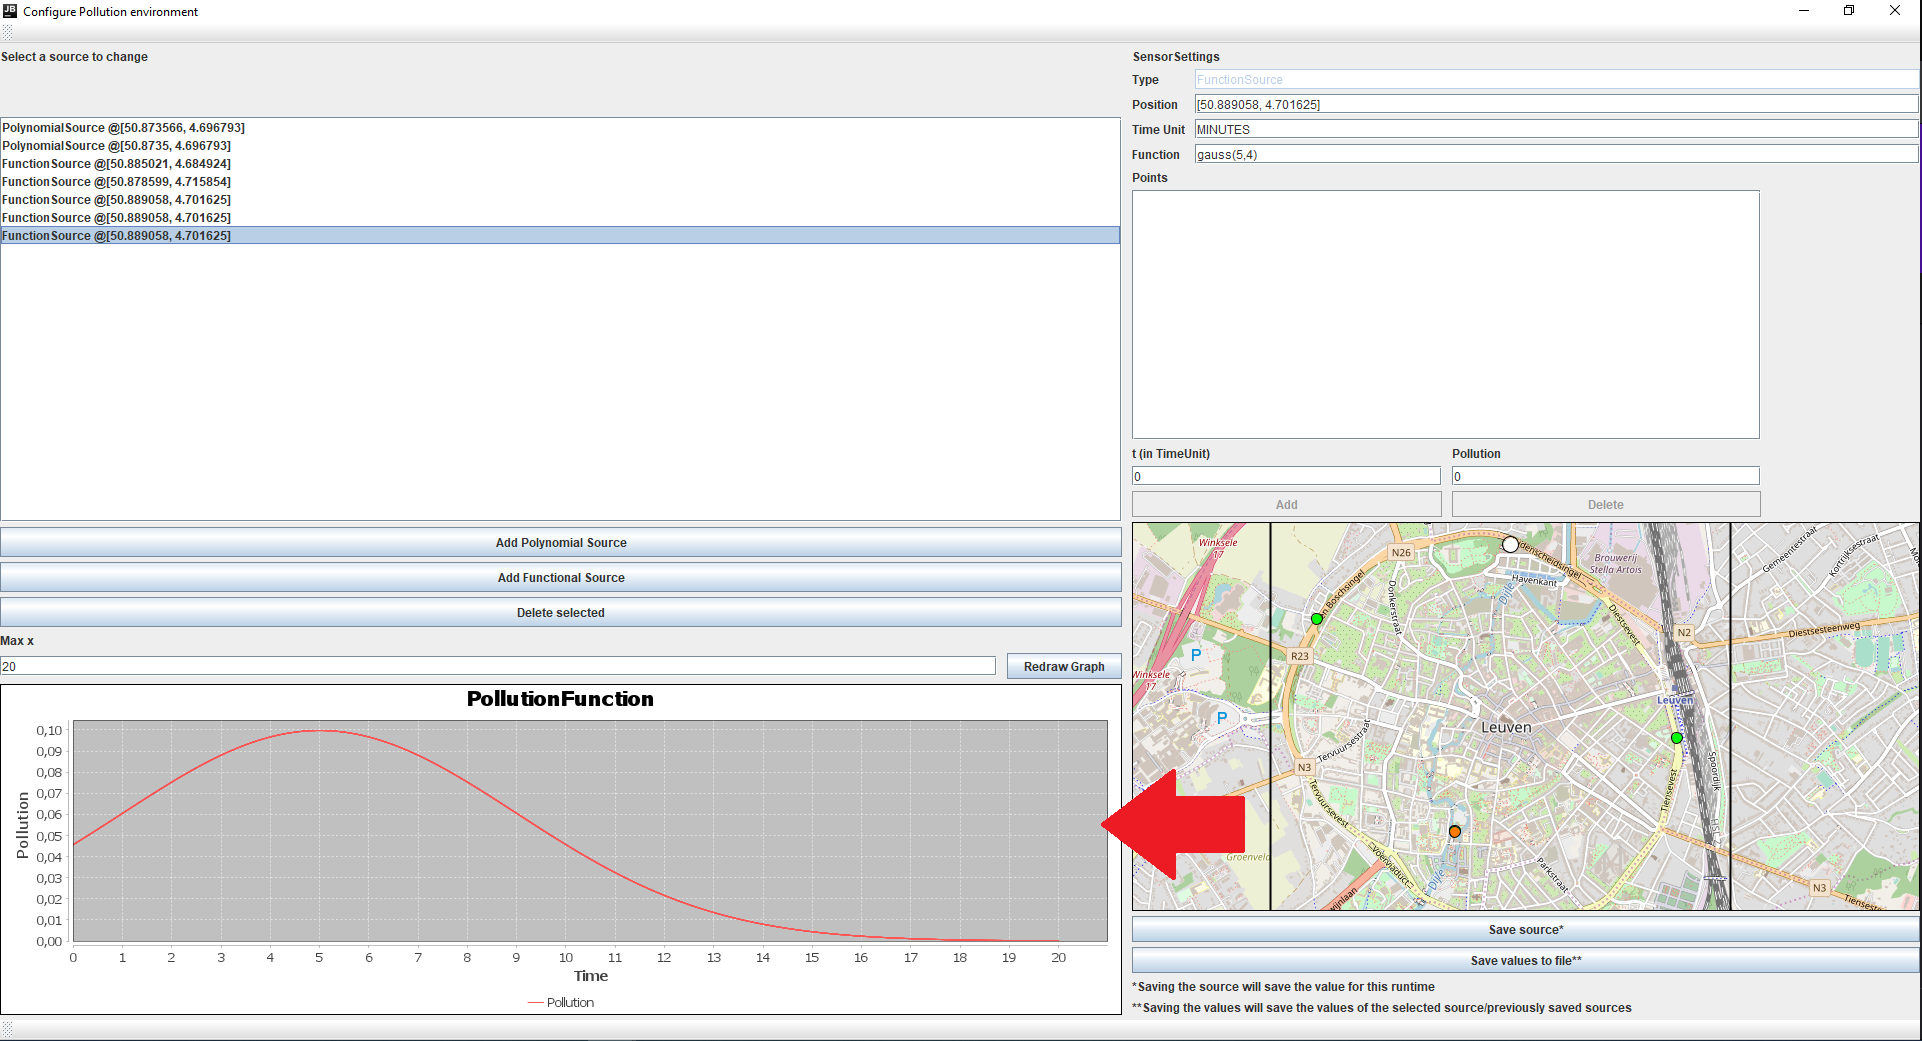 Configure Pollution environment
Select a source to change
PolynomialSource @[50.873566, 4.696793]
PolynomialSource @[50.8735, 4.696793]
FunctionSource @[50.885021, 4.684924]
FunctionSource @[50.878599, 4.715854]
FunctionSource @[50.889058, 4.701625]
FunctionSource @[50.889058, 4.701625]
FunctionSource @[50.889058, 4.701625]
Add Polynomial Source
Add Functional Source
Delete selected
Max x
20
Redraw Graph
PollutionFunction
Pollution
0,10
0,09
0,08
0,07
0,06
0,05
0,04
0,03
0,02
0,01
0,00
0 1 2 3 4 5 6 7 8 9 10 11 12 13 14 15 16 17 18 19 20
Time
Pollution
SensorSettings
Type FunctionSource
Position [50.889058, 4.701625]
Time Unit MINUTES
Function gauss(5,4)
Points
t (in TimeUnit) Pollution
0 0
Add Delete
Winksele
17
N26
Brouwerij
Stella Artois
Gemeentestraat
Kortrijksestraat
Havenkant
Dijle
Donkerstraat
Diestsevest
N2
Diestsesteenweg
R23
P
Winksele
17
Leuven
P
Leuven
Tervuursestraat
N3
Spoordijk
Tervuursevest
Tiensevest
HSL 2
Groenveld
Voerviaduct
Dijle
Parkstraat
N3
Save source*
Save values to file**
*Saving the source will save the value for this runtime
**Saving the values will save the values of the selected source/previously saved sources